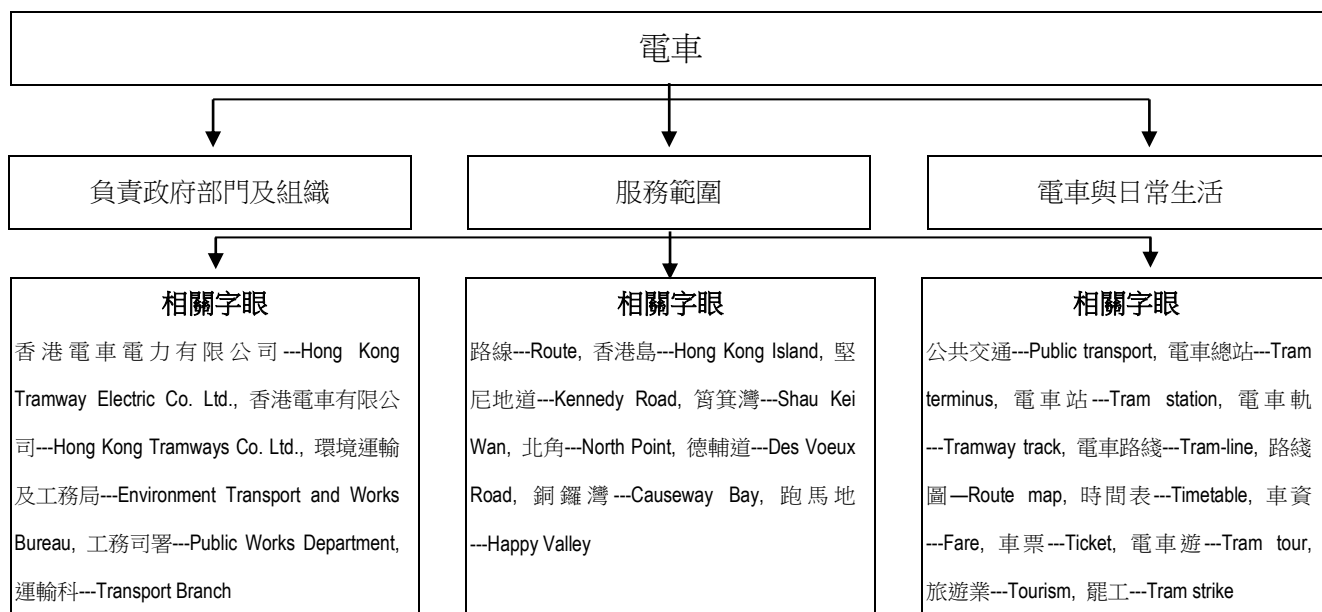 電車
負責政府部門及組織
服務範圍
電車與日常生活
相關字眼
香港電車電力有限公司---Hong Kong
Tramway Electric Co. Ltd., 香港電車有限公
司---Hong Kong Tramways Co. Ltd., 環境運輸
及工務局---Environment Transport and Works
Bureau, 工務司署---Public Works Department,
運輸科---Transport Branch
相關字眼
路線---Route, 香港島---Hong Kong Island, 堅
尼地道---Kennedy Road, 筲箕灣---Shau Kei
Wan, 北角---North Point, 德輔道---Des Voeux
Road, 銅鑼灣---Causeway Bay, 跑馬地
---Happy Valley
相關字眼
公共交通---Public transport, 電車總站---Tram
terminus, 電車站---Tram station, 電車軌
---Tramway track, 電車路綫---Tram-line, 路綫
圖—Route map, 時間表---Timetable, 車資
---Fare, 車票---Ticket, 電車遊---Tram tour,
旅遊業---Tourism, 罷工---Tram strike